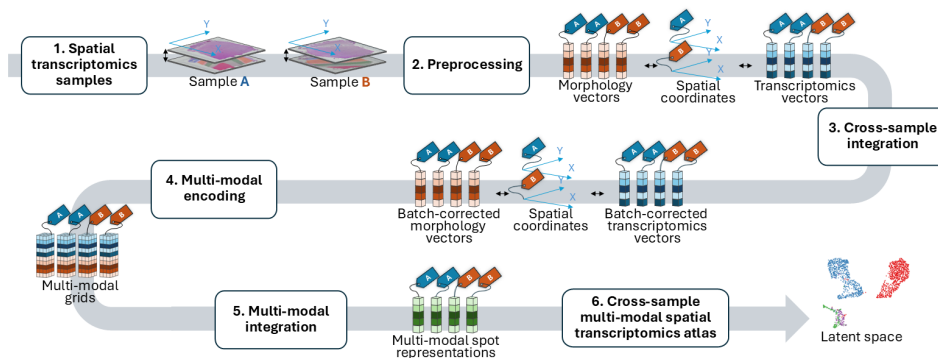 1. Spatial
transcriptomics
samples
Y
X
Sample A
Y
X
Sample B
2. Preprocessing
A A B B
Morphology
vectors
A
Y
X
B
Y
X
Spatial
coordinates
A A B B
Transcriptomics
vectors
3. Cross-sample
integration
4. Multi-modal
encoding
A A B B
Batch-corrected
morphology
vectors
A
Y
X
B
Y
X
Spatial
coordinates
A A B B
Batch-corrected
transcriptomics
vectors
A A B B
Multi-modal
grids
5. Multi-modal
integration
A A B B
Multi-modal spot
representations
6. Cross-sample
multi-modal spatial
transcriptomics atlas
Latent space